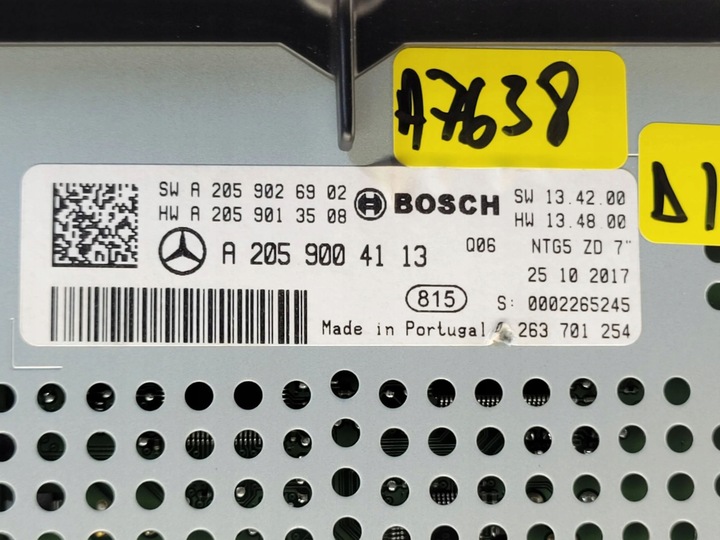 A7638
D1
SW A 205 902 69 02
HW A 205 901 35 08
BOSCH
SW 13.42.00
HW 13.48.00
A 205 900 41 13
Q06 NTG5 ZD 7"
25 10 2017
815
S: 0002265245
Made in Portugal
263 701 254